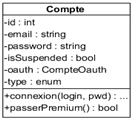 Compte
-id : int
-email : string
-password : string
-isSuspended : bool
-oauth : CompteOauth
-type : enum
+connexion(login, pwd) : ...
+passerPremium() : bool